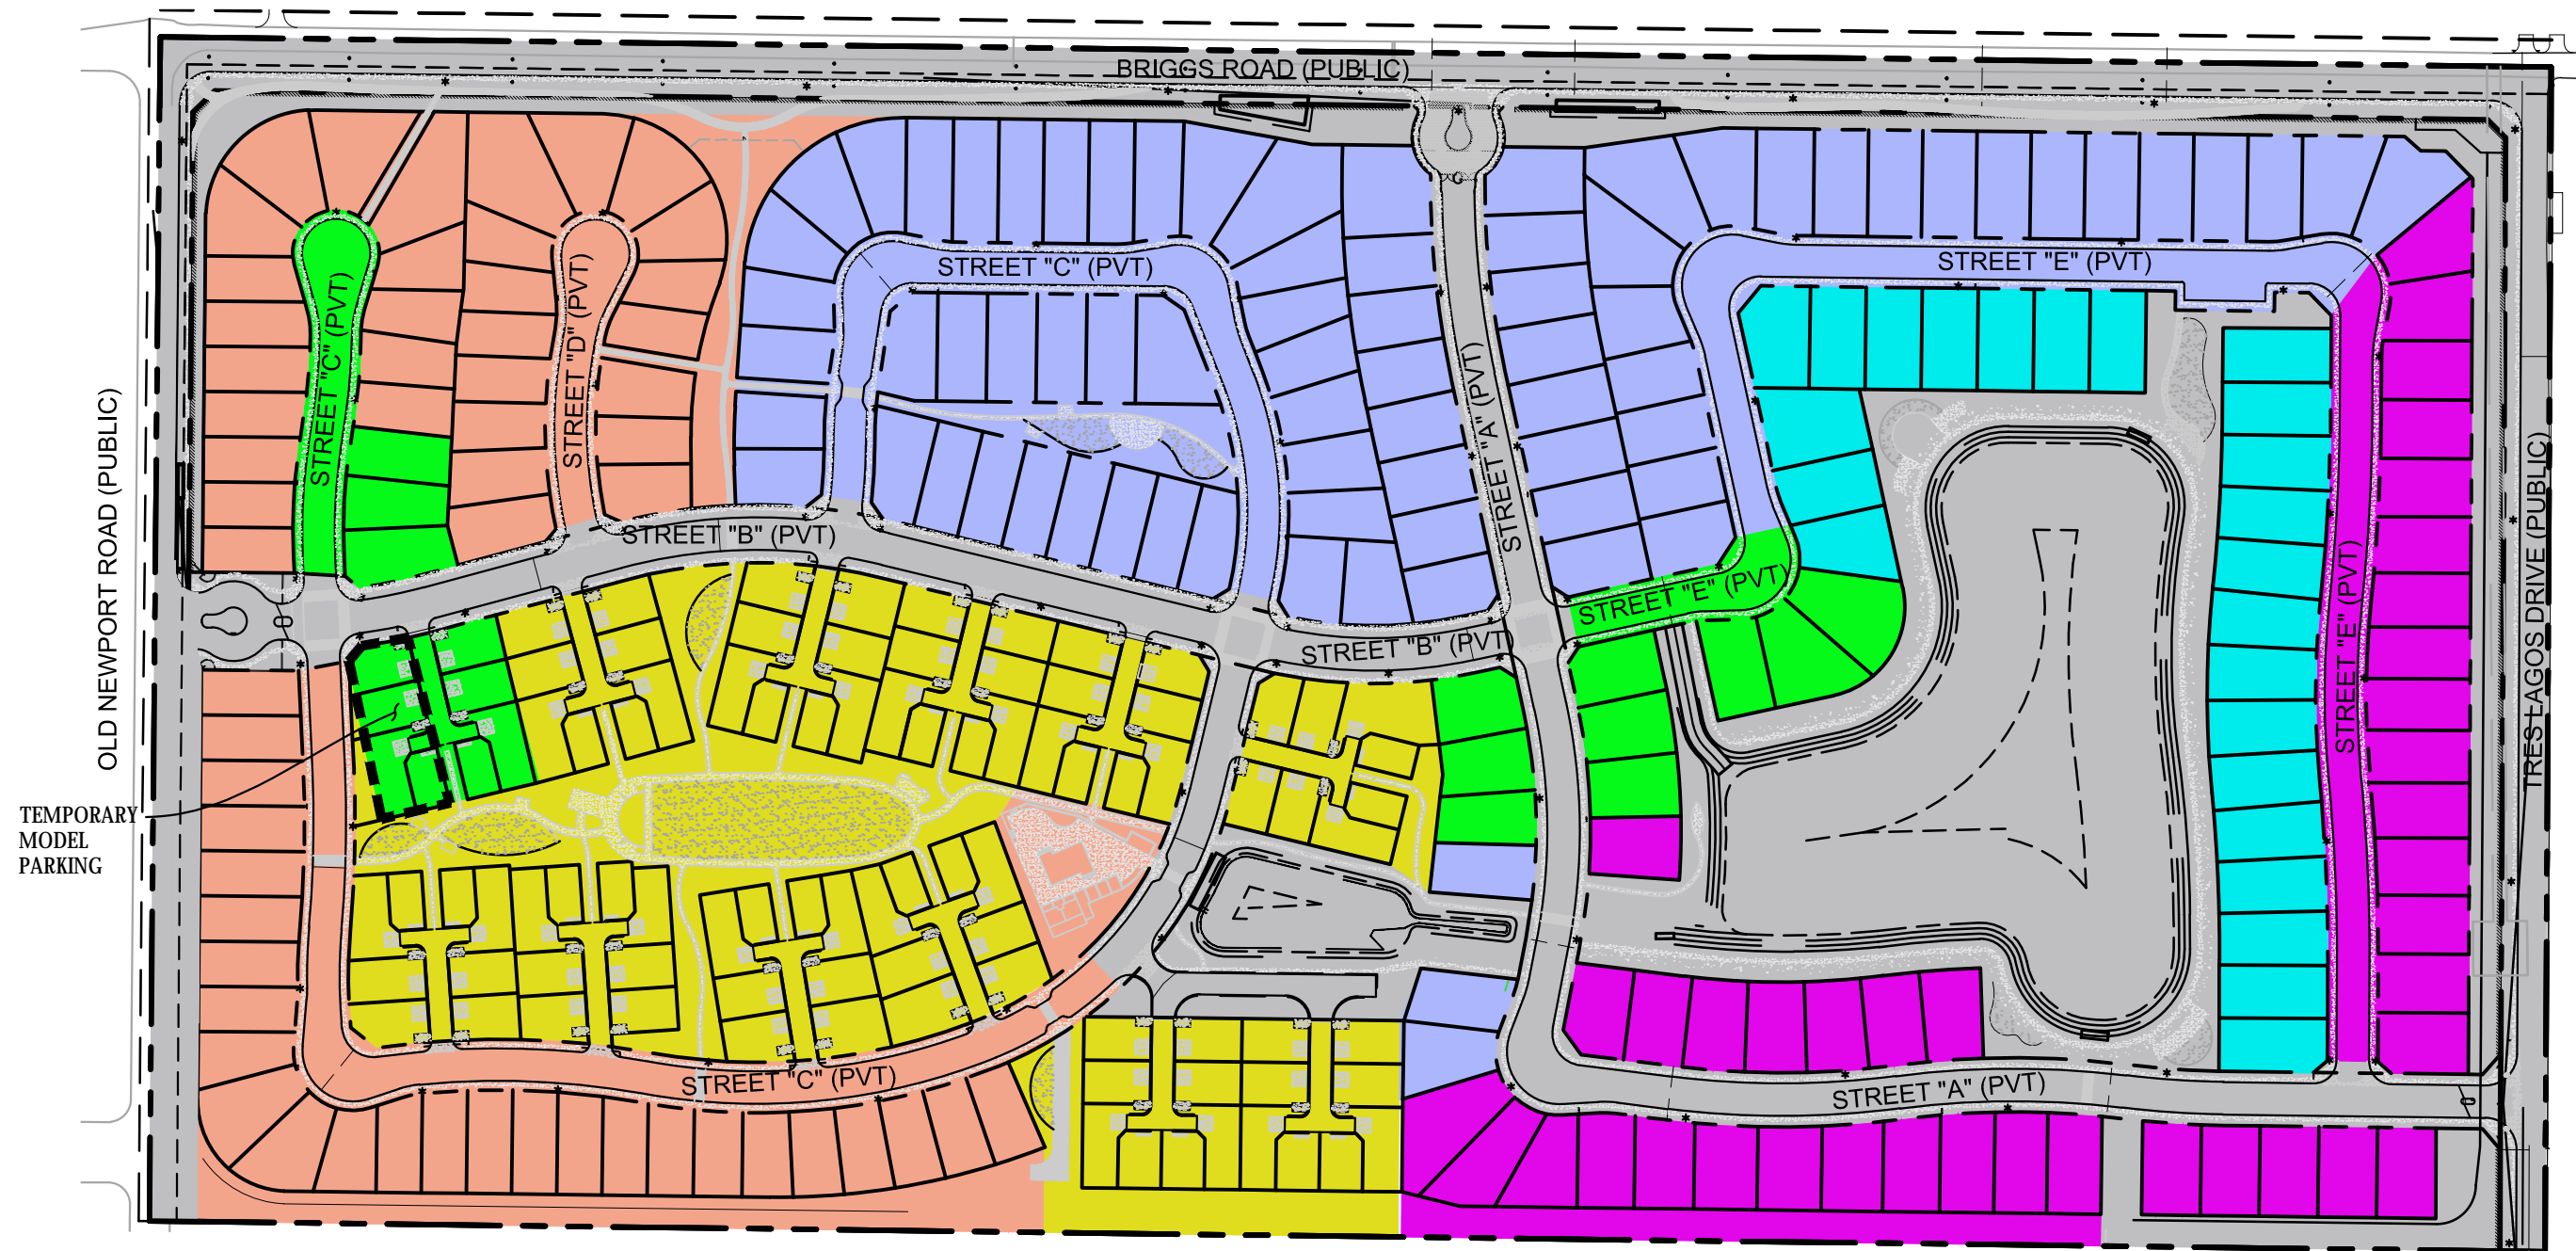 BRIGGS ROAD (PUBLIC)
STREET "C" (PVT)
STREET "E" (PVT)
STREET "C" (PVT)
STREET "D" (PVT)
STREET "A" (PVT)
OLD NEWPORT ROAD (PUBLIC)
TRES LAGOS DRIVE (PUBLIC)
STREET "B" (PVT)
STREET "E" (PVT)
STREET "B" (PVT)
STREET "E" (PVT)
TEMPORARY
MODEL
PARKING
STREET "C" (PVT)
STREET "A" (PVT)